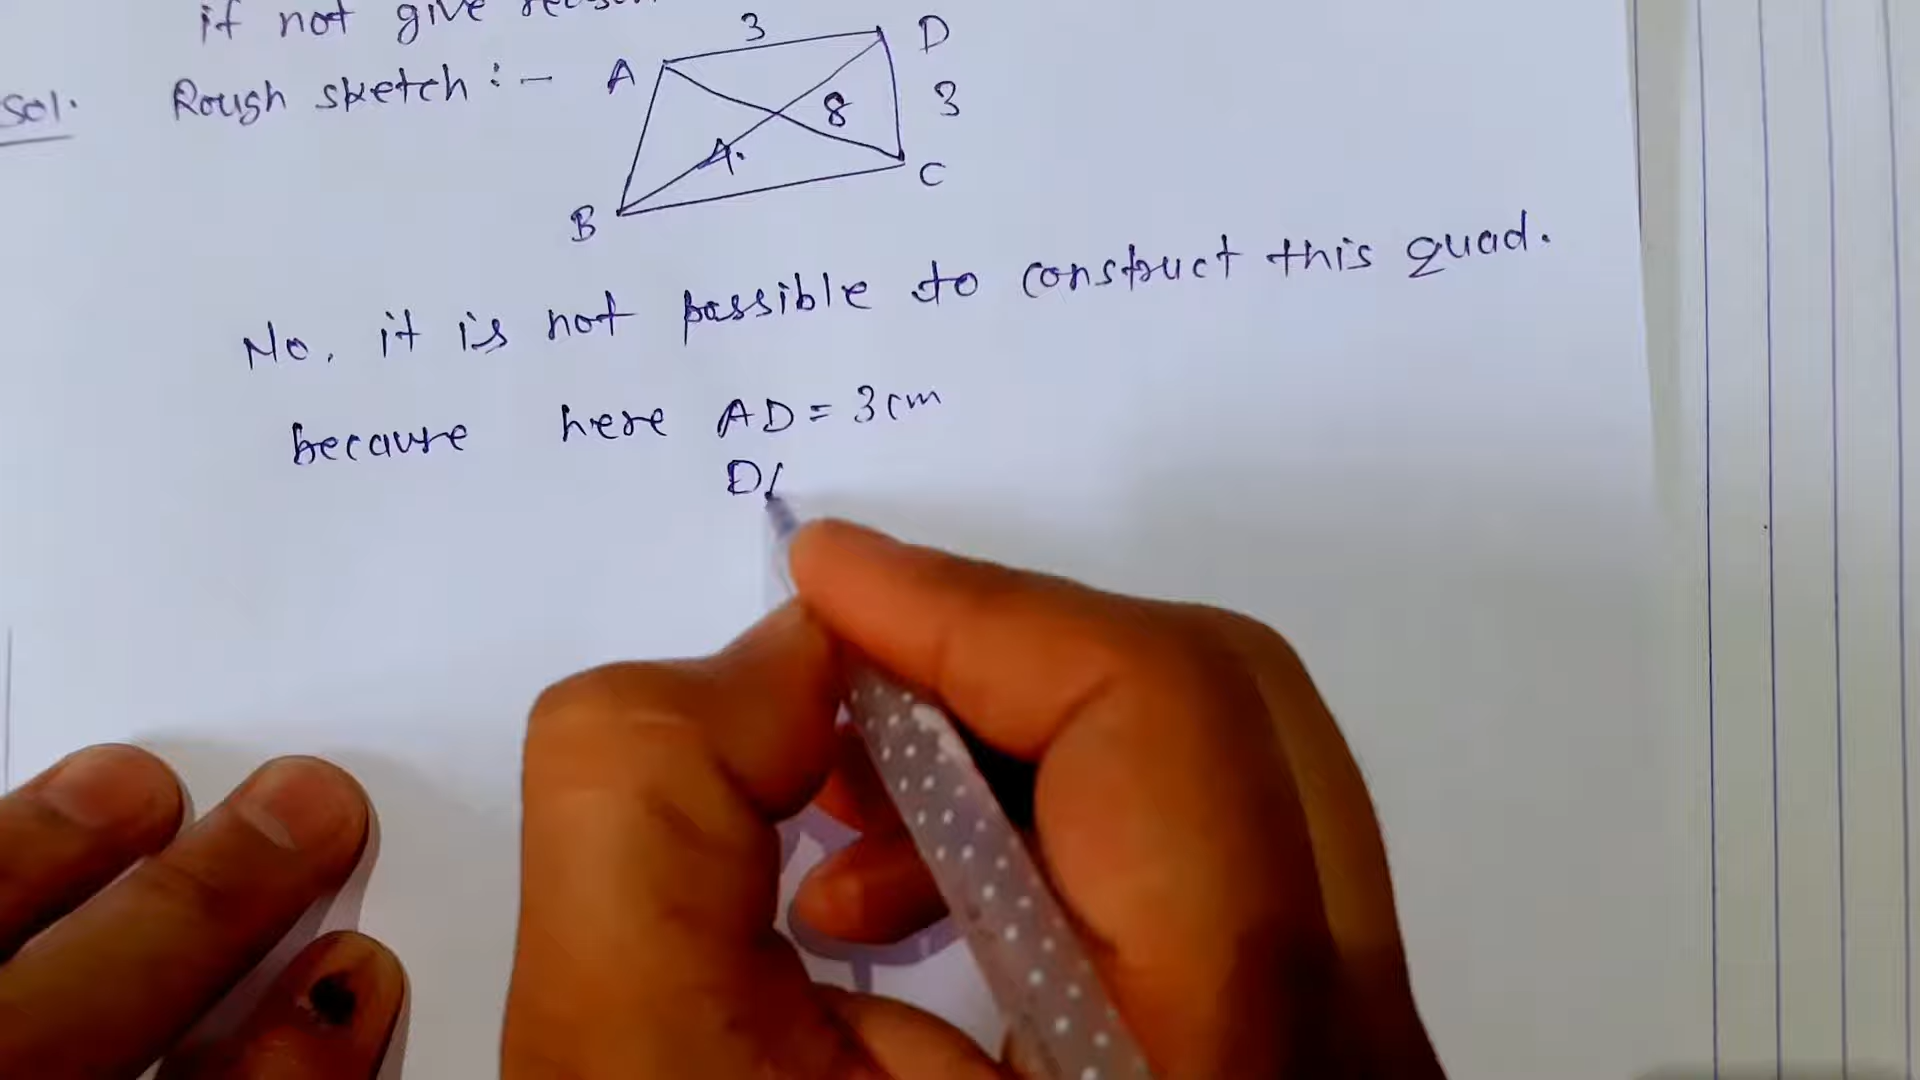 if not give
Sol. Rough sketch :-
A 3 D
8 3
4.
B C
No, it is not possible to construct this quad.
because here AD = 3cm
D